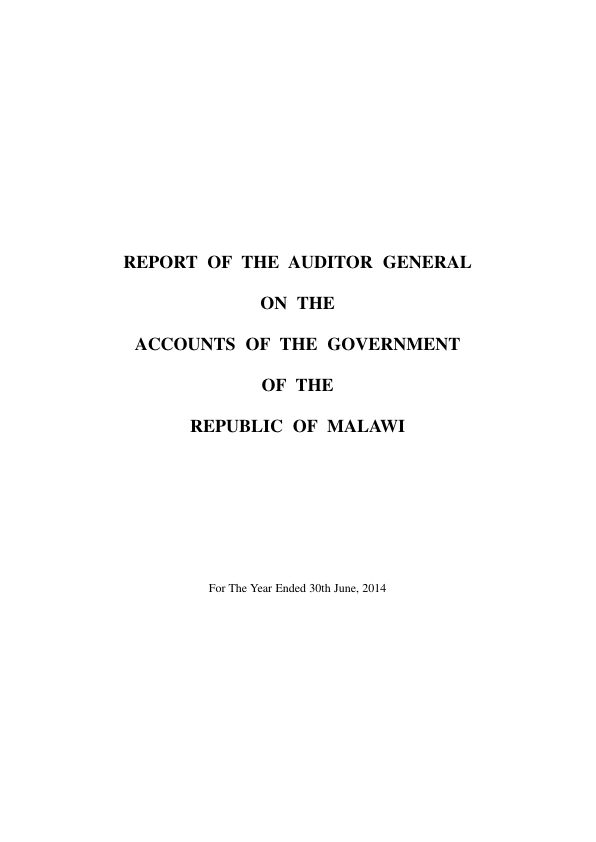 REPORT OF THE AUDITOR GENERAL
ON THE
ACCOUNTS OF THE GOVERNMENT
OF THE
REPUBLIC OF MALAWI
For The Year Ended 30th June, 2014